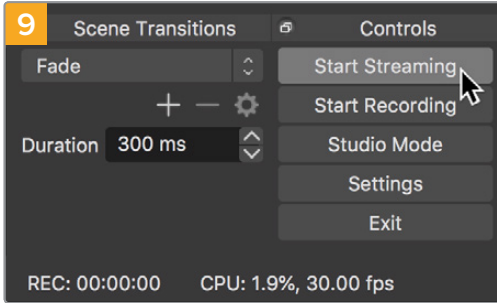 9
Scene Transitions
Controls
Fade
Start Streaming
Start Recording
Duration 300 ms
Studio Mode
Settings
Exit
REC: 00:00:00 CPU: 1.9%, 30.00 fps